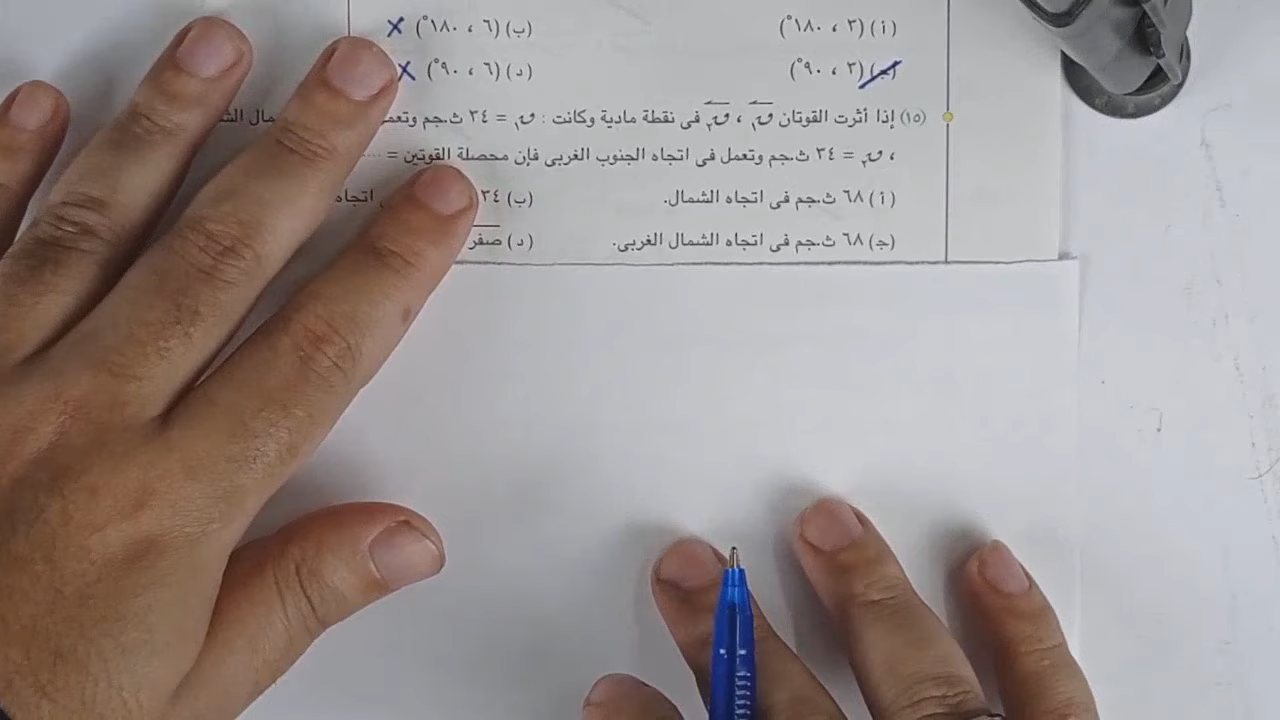 (أ) (٣ ، ١٨٠°) (ب) (٦ ، ١٨٠°) X
(جـ) (٣ ، ٩٠°) (د) (٦ ، ٩٠°) X
(١٥) إذا أثرت القوتان ق١ ، ق٢ فى نقطة مادية وكانت : ق١ = ٣٤ ث.جم وتعمل
، ق٢ = ٣٤ ث.جم وتعمل فى اتجاه الجنوب الغربى فإن محصلة القوتين = ....
(أ) ٦٨ ث.جم فى اتجاه الشمال. (ب) ٣٤ اتجاه
(جـ) ٦٨ ث.جم فى اتجاه الشمال الغربى. (د) صفر